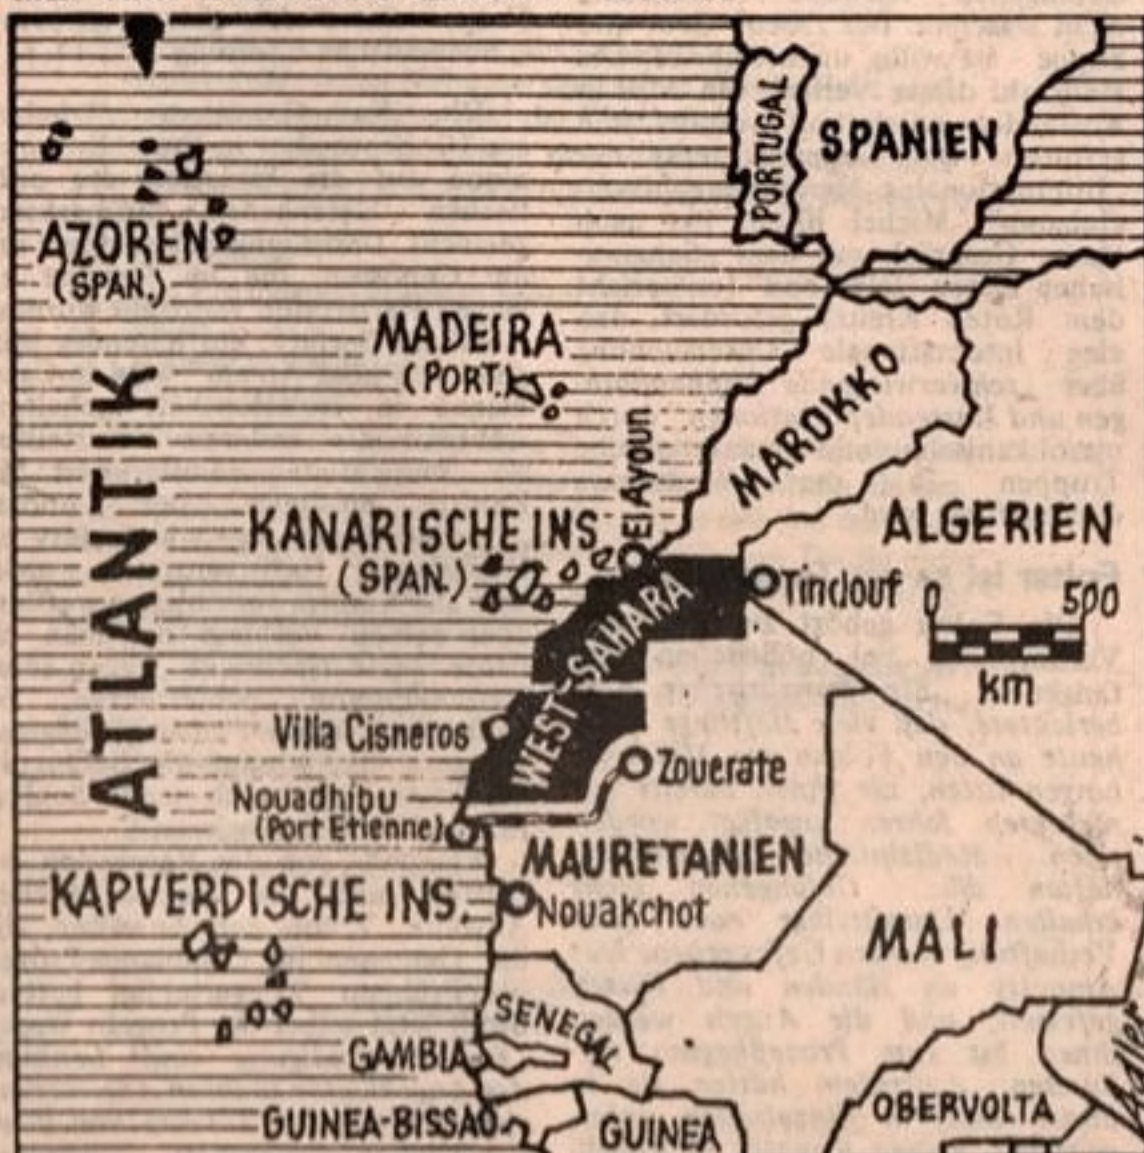 PORTUGAL
SPANIEN
AZOREN
(SPAN.)
MADEIRA
(PORT.)
ATLANTIK
MAROKKO
El Ayoun
KANARISCHE INS
(SPAN.)
ALGERIEN
Tindouf
0 500
km
WEST-SAHARA
Villa Cisneros
Zouerate
Nouadhibu
(Port Etienne)
MAURETANIEN
KAPVERDISCHE INS.
Nouakchot
MALI
SENEGAL
GAMBIA
GUINEA-BISSAO
GUINEA
OBERVOLTA